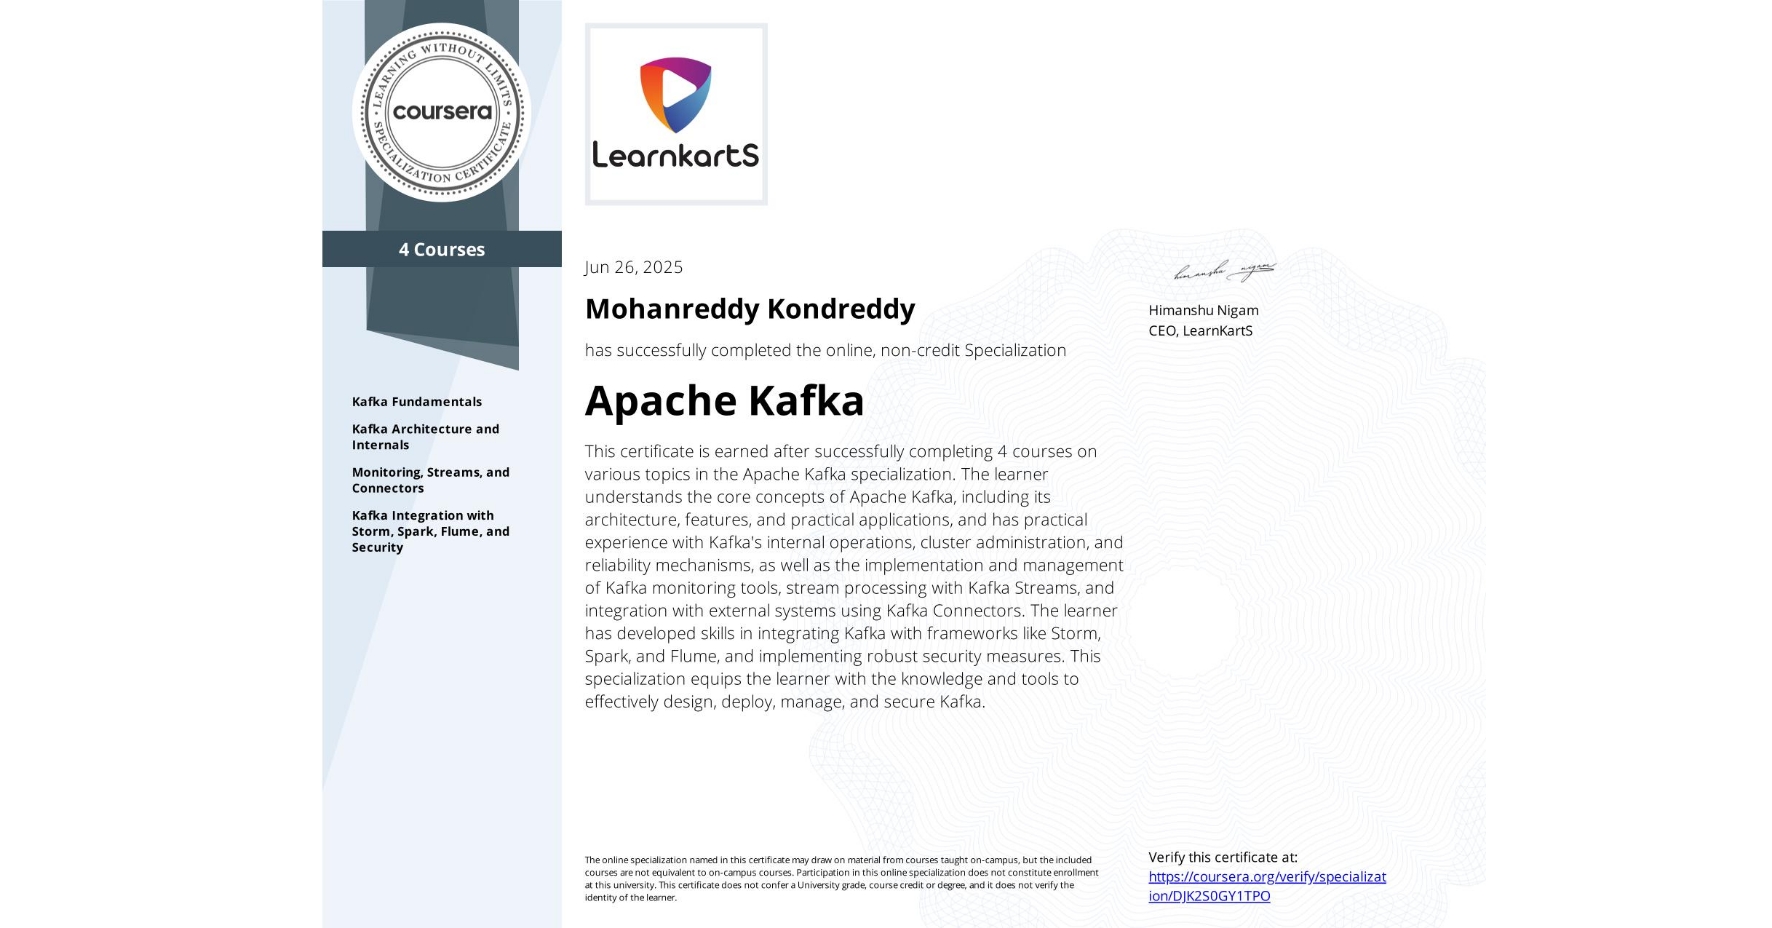 LEARNING WITHOUT LIMITS
coursera
SPECIALIZATION CERTIFICATE
LearnkartS
4 Courses
Kafka Fundamentals
Kafka Architecture and
Internals
Monitoring, Streams, and
Connectors
Kafka Integration with
Storm, Spark, Flume, and
Security
Jun 26, 2025
Mohanreddy Kondreddy
has successfully completed the online, non-credit Specialization
Apache Kafka
This certificate is earned after successfully completing 4 courses on
various topics in the Apache Kafka specialization. The learner
understands the core concepts of Apache Kafka, including its
architecture, features, and practical applications, and has practical
experience with Kafka's internal operations, cluster administration, and
reliability mechanisms, as well as the implementation and management
of Kafka monitoring tools, stream processing with Kafka Streams, and
integration with external systems using Kafka Connectors. The learner
has developed skills in integrating Kafka with frameworks like Storm,
Spark, and Flume, and implementing robust security measures. This
specialization equips the learner with the knowledge and tools to
effectively design, deploy, manage, and secure Kafka.
himanshu nigam
Himanshu Nigam
CEO, LearnKartS
The online specialization named in this certificate may draw on material from courses taught on-campus, but the included
courses are not equivalent to on-campus courses. Participation in this online specialization does not constitute enrollment
at this university. This certificate does not confer a University grade, course credit or degree, and it does not verify the
identity of the learner.
Verify this certificate at:
https://coursera.org/verify/specializat
ion/DJK2S0GY1TPO